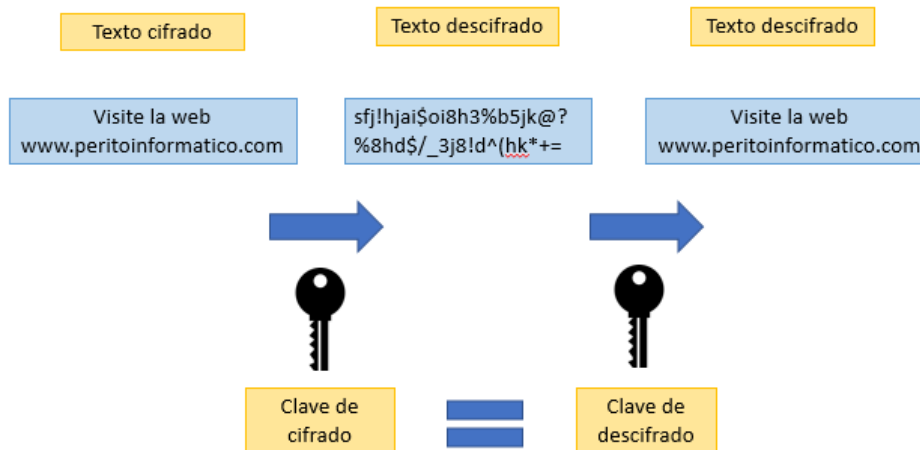 Texto cifrado
Texto descifrado
Texto descifrado
Visite la web
www.peritoinformatico.com
sfj!hjai$oi8h3%b5jk@?
%8hd$/_3j8!d^(hk*+=
Visite la web
www.peritoinformatico.com
Clave de
cifrado
Clave de
descifrado